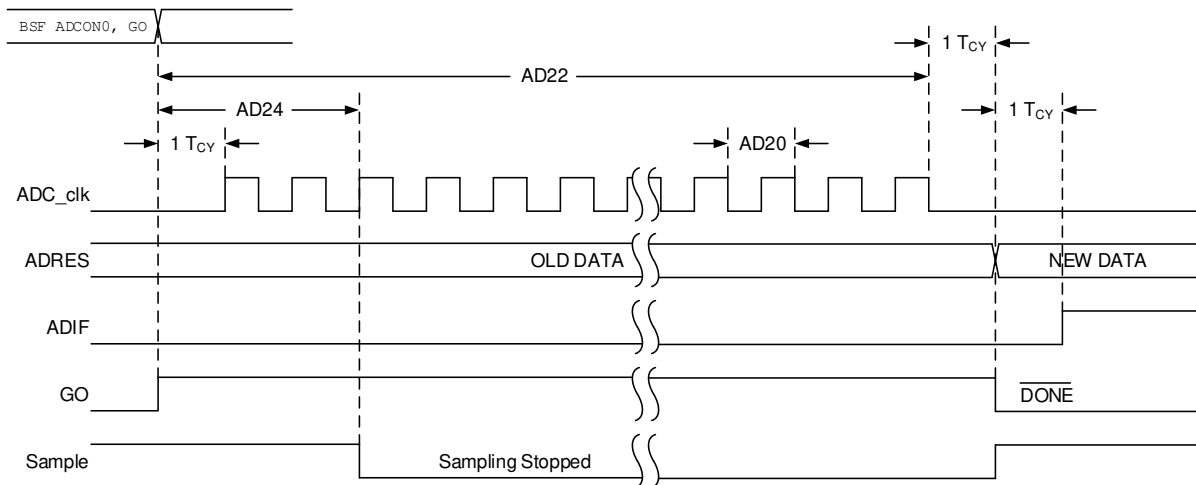 BSF ADCON0, GO
1 TCY
AD22
AD24
1 TCY
1 TCY
AD20
ADC_clk
ADRES
OLD DATA
NEW DATA
ADIF
GO
DONE
Sample
Sampling Stopped